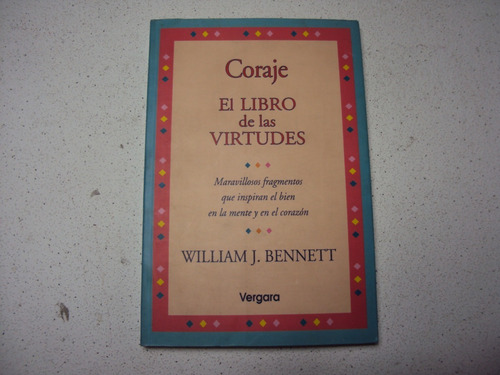 Coraje
El LIBRO
de las
VIRTUDES
Maravillosos fragmentos
que inspiran el bien
en la mente y en el corazón
WILLIAM J. BENNETT
Vergara